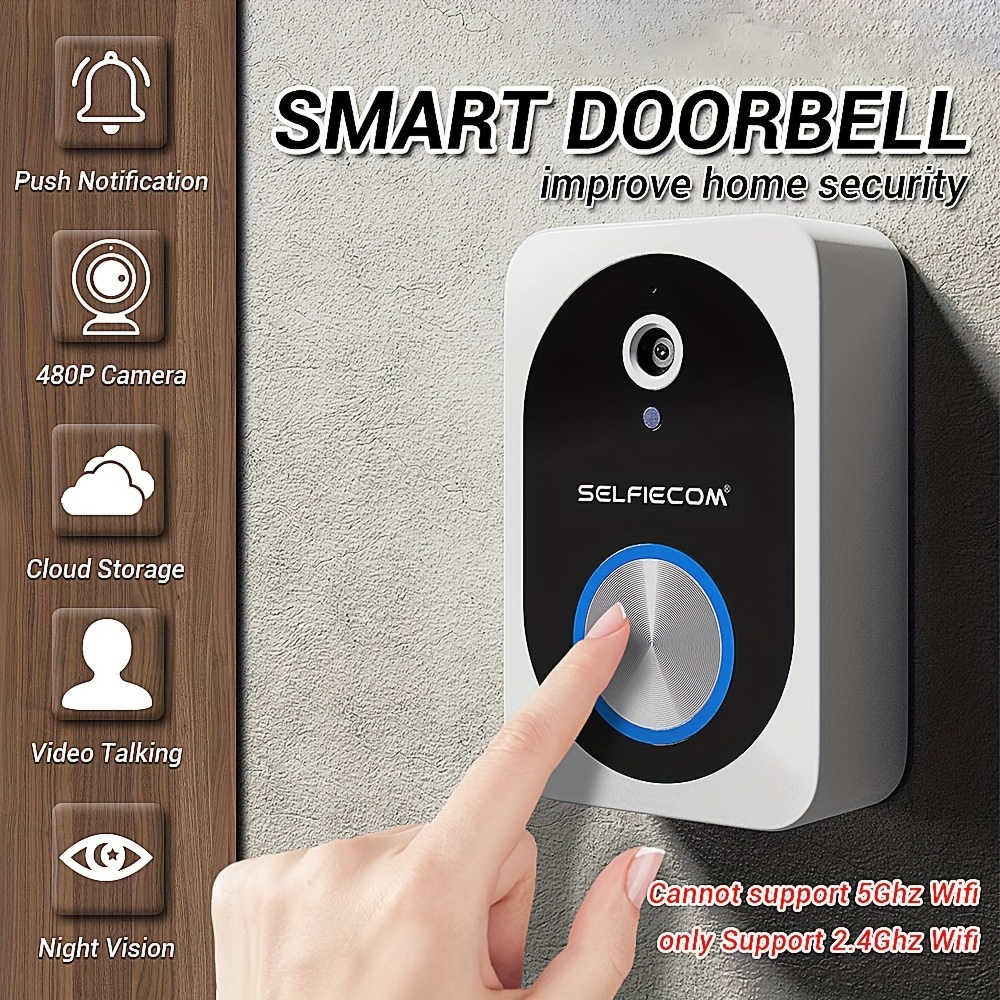 SMART DOORBELL
improve home security
Push Notification
480P Camera
Cloud Storage
Video Talking
Night Vision
SELFIECOM®
Cannot support 5Ghz Wifi
only Support 2.4Ghz Wifi